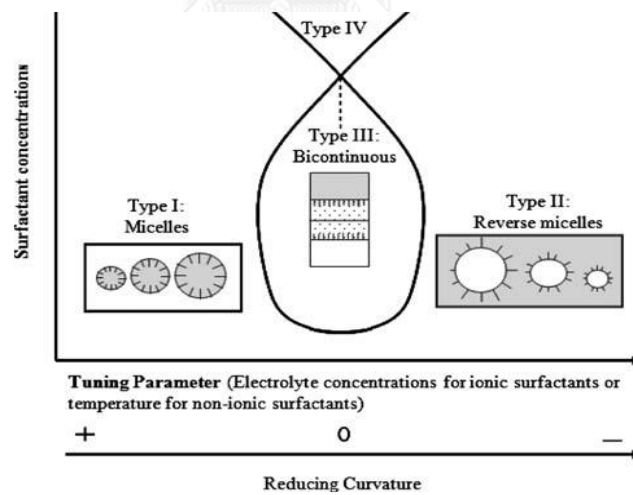 Type IV
Surfactant concentrations
Type III:
Bicontinuous
Type I:
Micelles
Type II:
Reverse micelles
Tuning Parameter (Electrolyte concentrations for ionic surfactants or
temperature for non-ionic surfactants)
+ 0 —
Reducing Curvature